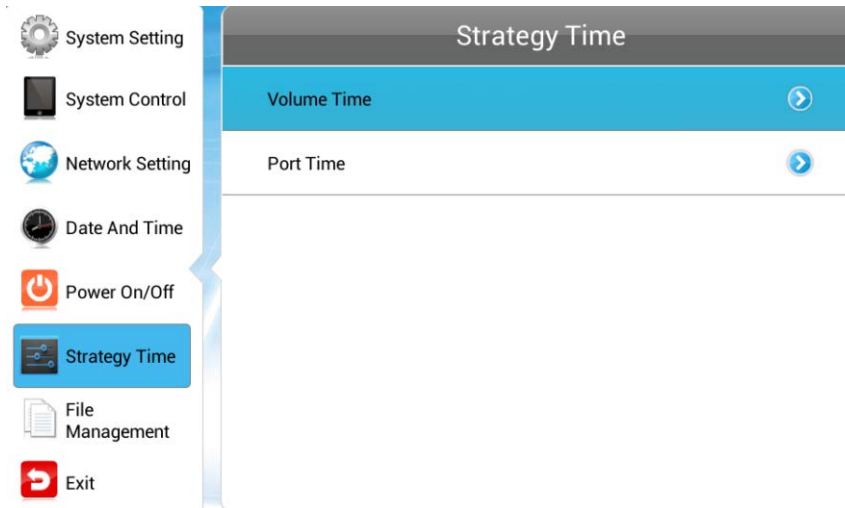 System Setting
System Control
Network Setting
Date And Time
Power On/Off
Strategy Time
File
Management
Exit
Strategy Time
Volume Time
Port Time